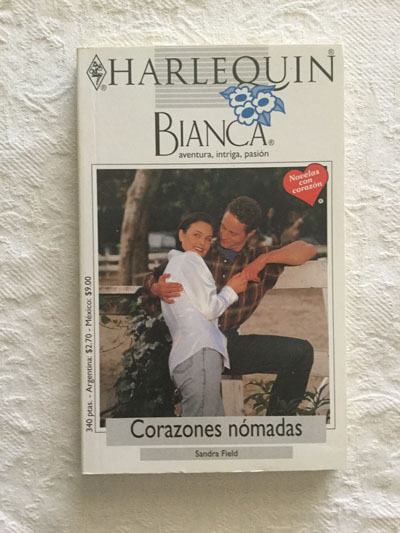 HARLEQUIN®
BIANCA®
aventura, intriga, pasión
Novelas
con
corazón
340 ptas. - Argentina: $2.70 - México: $9.00
Corazones nómadas
Sandra Field